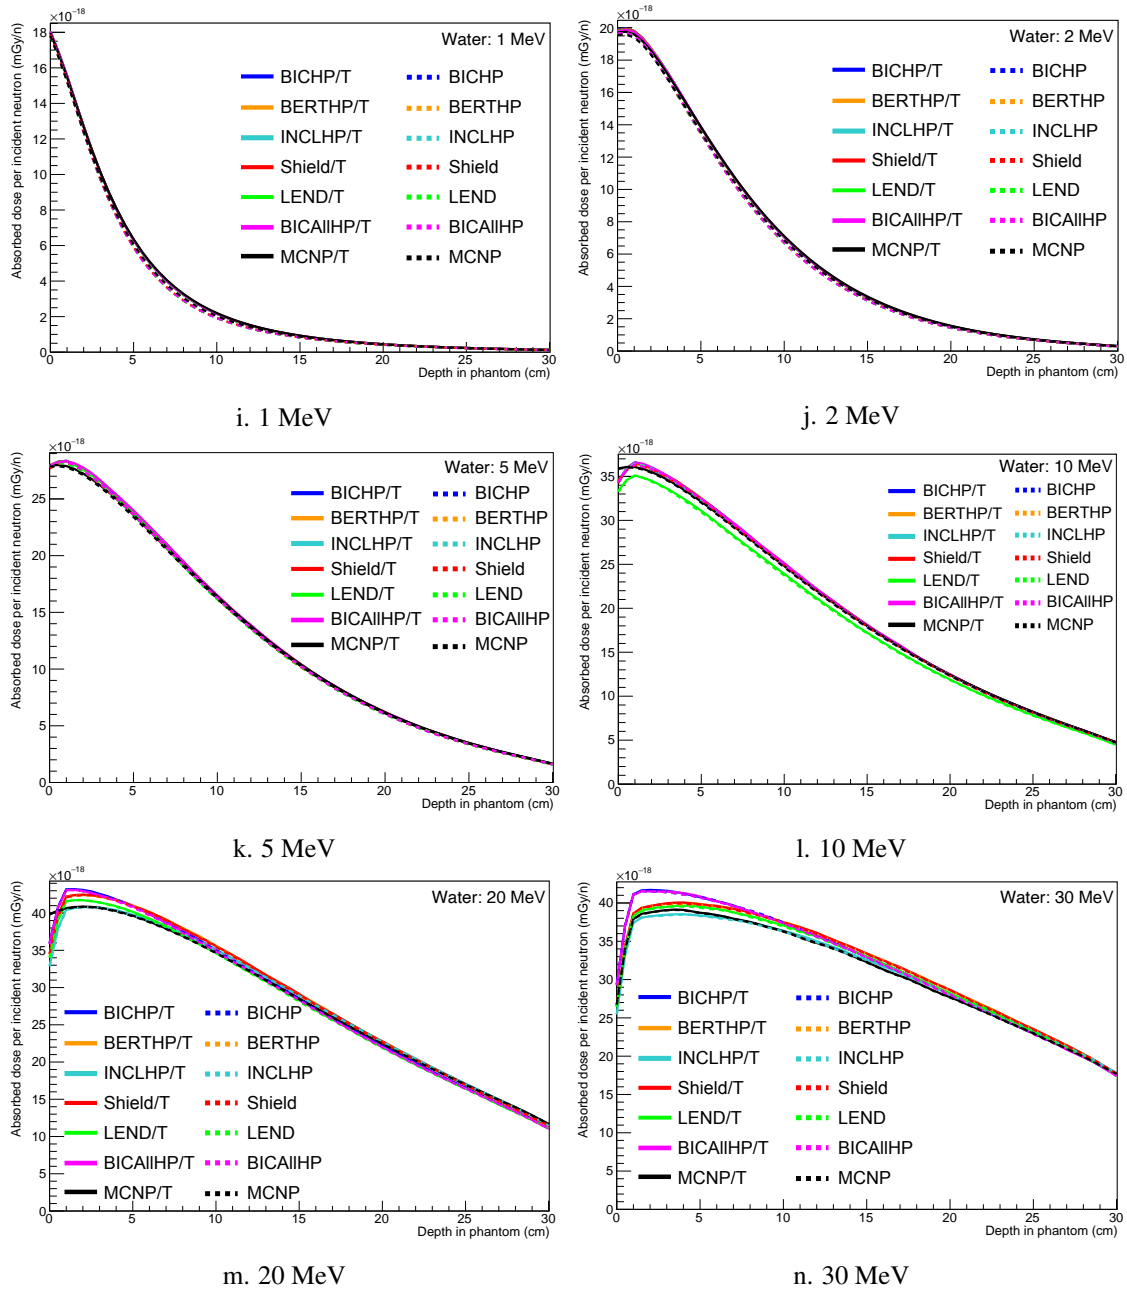 ×10⁻¹⁸
Absorbed dose per incident neutron (mGy/n)
Water: 1 MeV
18
16
14
12
10
8
6
4
2
0
BICHP/T BICHP
BERTHP/T BERTHP
INCLHP/T INCLHP
Shield/T Shield
LEND/T LEND
BICAllHP/T BICAllHP
MCNP/T MCNP
0 5 10 15 20 25 30
Depth in phantom (cm)
i. 1 MeV
×10⁻¹⁸
Absorbed dose per incident neutron (mGy/n)
Water: 2 MeV
20
18
16
14
12
10
8
6
4
2
0
BICHP/T BICHP
BERTHP/T BERTHP
INCLHP/T INCLHP
Shield/T Shield
LEND/T LEND
BICAllHP/T BICAllHP
MCNP/T MCNP
0 5 10 15 20 25 30
Depth in phantom (cm)
j. 2 MeV
×10⁻¹⁸
Absorbed dose per incident neutron (mGy/n)
Water: 5 MeV
25
20
15
10
5
0
BICHP/T BICHP
BERTHP/T BERTHP
INCLHP/T INCLHP
Shield/T Shield
LEND/T LEND
BICAllHP/T BICAllHP
MCNP/T MCNP
0 5 10 15 20 25 30
Depth in phantom (cm)
k. 5 MeV
×10⁻¹⁸
Absorbed dose per incident neutron (mGy/n)
Water: 10 MeV
35
30
25
20
15
10
5
0
BICHP/T BICHP
BERTHP/T BERTHP
INCLHP/T INCLHP
Shield/T Shield
LEND/T LEND
BICAllHP/T BICAllHP
MCNP/T MCNP
0 5 10 15 20 25 30
Depth in phantom (cm)
l. 10 MeV
×10⁻¹⁸
Absorbed dose per incident neutron (mGy/n)
Water: 20 MeV
40
35
30
25
20
15
10
5
0
BICHP/T BICHP
BERTHP/T BERTHP
INCLHP/T INCLHP
Shield/T Shield
LEND/T LEND
BICAllHP/T BICAllHP
MCNP/T MCNP
0 5 10 15 20 25 30
Depth in phantom (cm)
m. 20 MeV
×10⁻¹⁸
Absorbed dose per incident neutron (mGy/n)
Water: 30 MeV
40
35
30
25
20
15
10
5
0
BICHP/T BICHP
BERTHP/T BERTHP
INCLHP/T INCLHP
Shield/T Shield
LEND/T LEND
BICAllHP/T BICAllHP
MCNP/T MCNP
0 5 10 15 20 25 30
Depth in phantom (cm)
n. 30 MeV